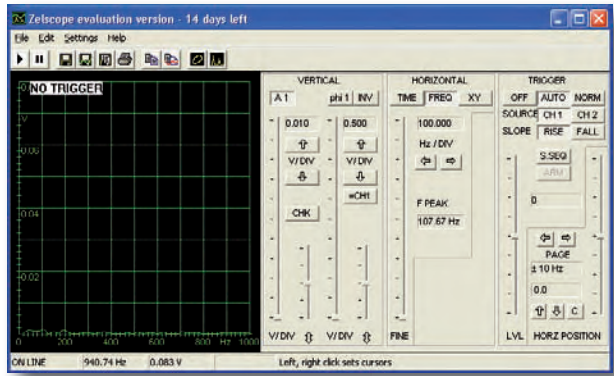 Zelscope evaluation version - 14 days left
File Edit Settings Help
NO TRIGGER
V
0.06
0.04
0.02
0 200 400 600 800 Hz 1000
VERTICAL
A 1 phi 1 INV
0.010 0.500
V/DIV V/DIV
=CH1
CHK
V/DIV V/DIV
HORIZONTAL
TIME FREQ XY
100.000
Hz / DIV
F PEAK
107.67 Hz
FINE
TRIGGER
OFF AUTO NORM
SOURCE CH 1 CH 2
SLOPE RISE FALL
S.SEQ
ARM
0
PAGE
± 10 Hz
0.0
C
LVL HORZ POSITION
ON LINE 940.74 Hz 0.083 V Left, right click sets cursors